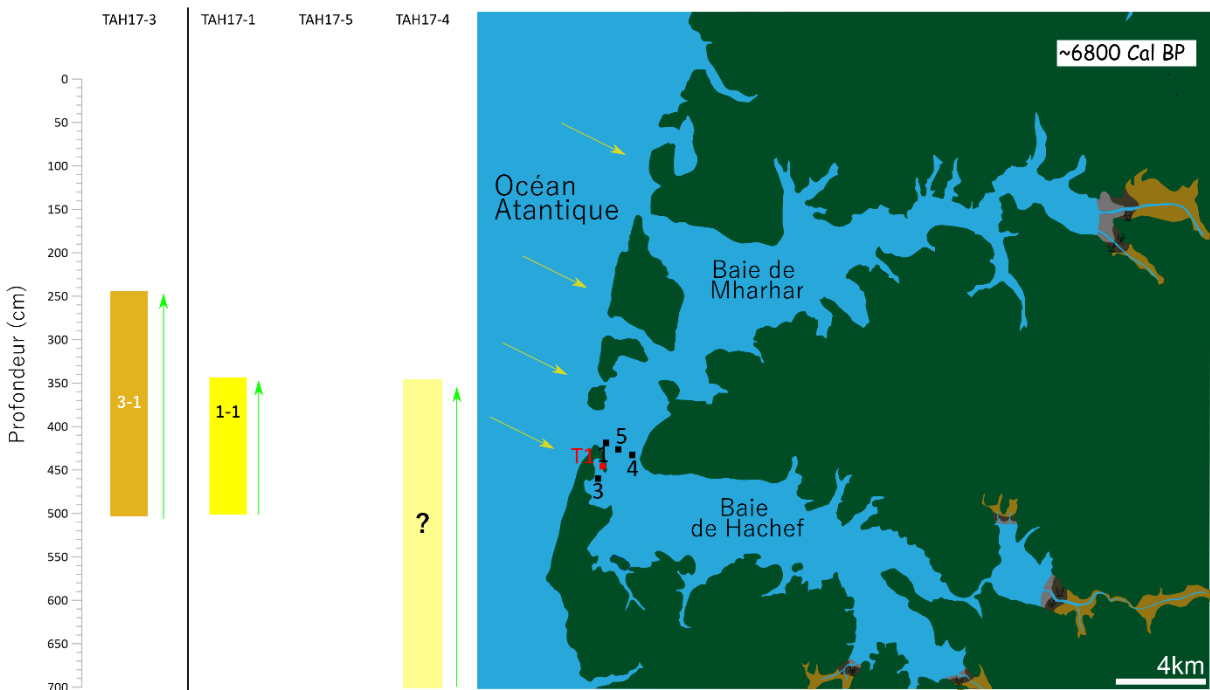 TAH17-3
TAH17-1
TAH17-5
TAH17-4
Profondeur (cm)
0
50
100
150
200
250
300
350
400
450
500
550
600
650
700
3-1
1-1
?
~6800 Cal BP
Océan
Atantique
Baie de
Mharhar
T1
1
5
4
3
Baie
de Hachef
4km